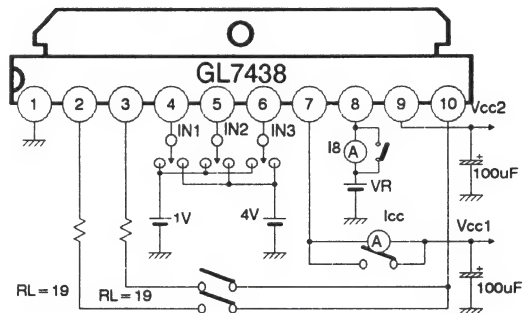 GL7438
1 2 3 4 5 6 7 8 9 10
Vcc2
IN1 IN2 IN3
I8 A
100uF
VR
1V 4V
Icc
Vcc1
A
RL=19 RL=19
100uF